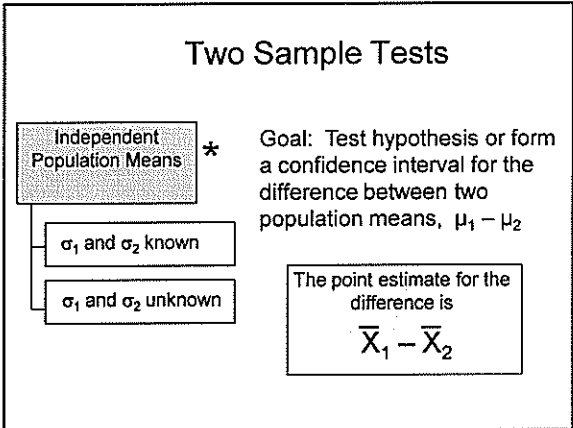 Two Sample Tests
Independent
Population Means
*
Goal: Test hypothesis or form
a confidence interval for the
difference between two
population means, μ₁ – μ₂
σ₁ and σ₂ known
σ₁ and σ₂ unknown
The point estimate for the
difference is
X̅₁ – X̅₂